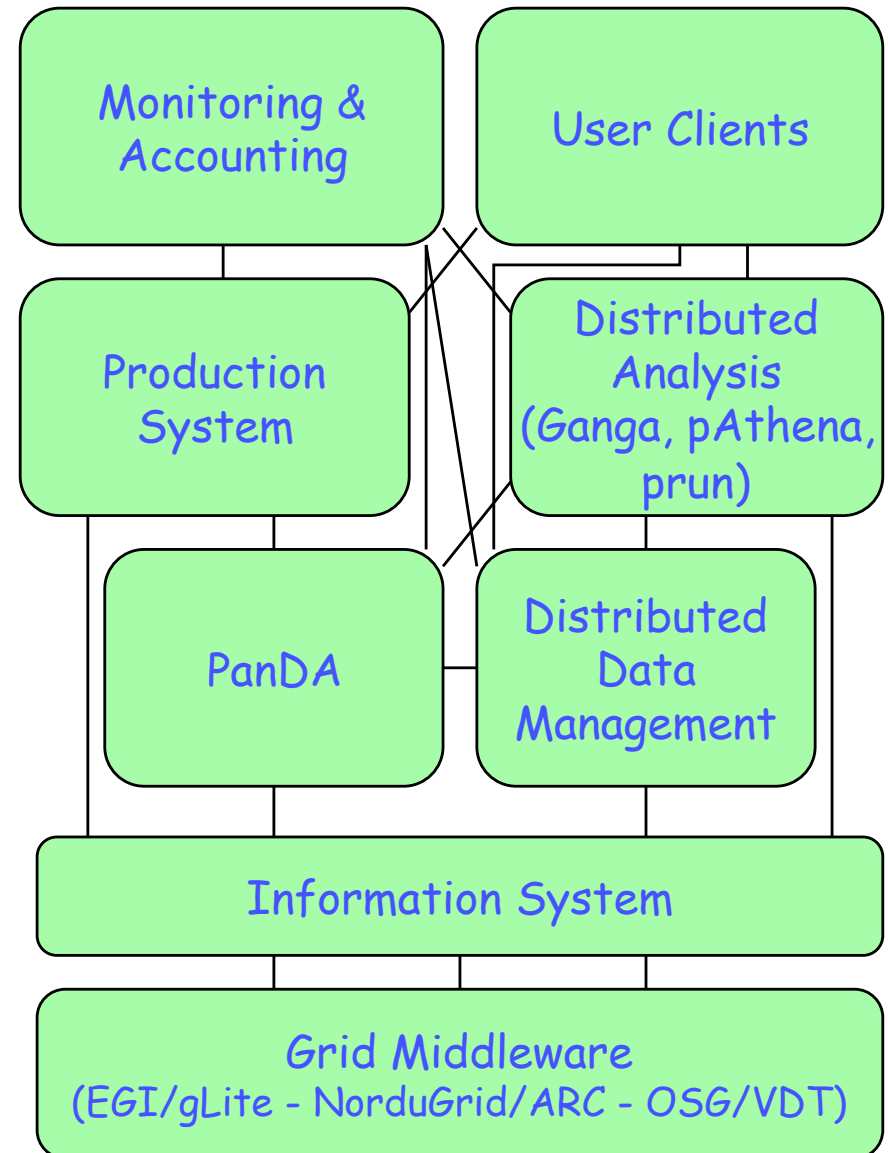 Monitoring &
Accounting
User Clients
Production
System
Distributed
Analysis
(Ganga, pAthena,
prun)
PanDA
Distributed
Data
Management
Information System
Grid Middleware
(EGI/gLite - NorduGrid/ARC - OSG/VDT)